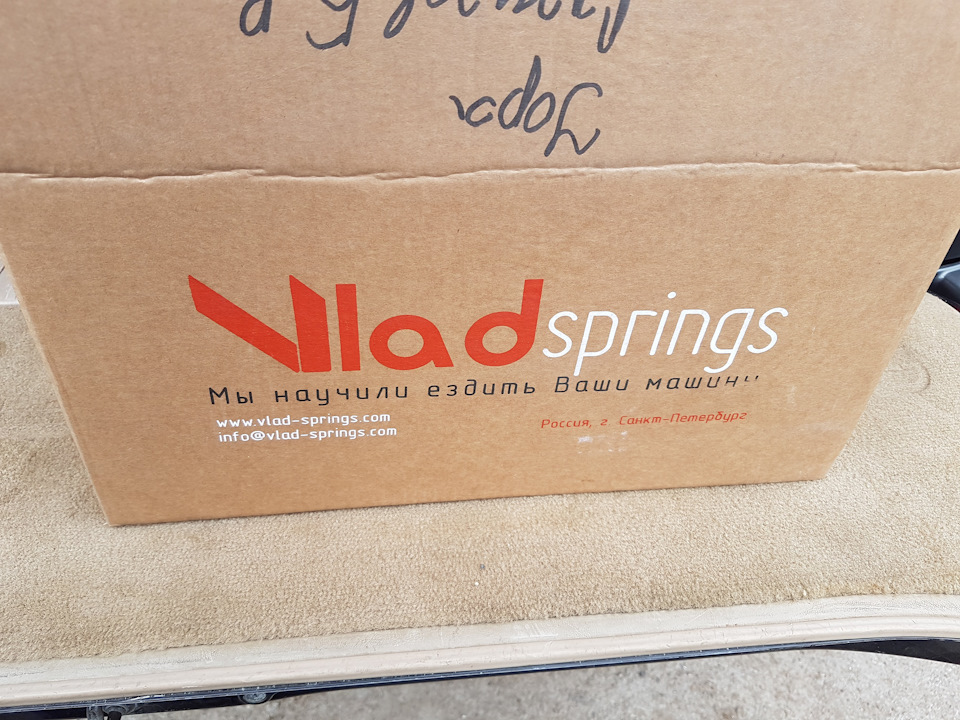 Vladsprings
Мы научили ездить Ваши машины
www.vlad-springs.com
info@vlad-springs.com
Россия, г. Санкт-Петербург